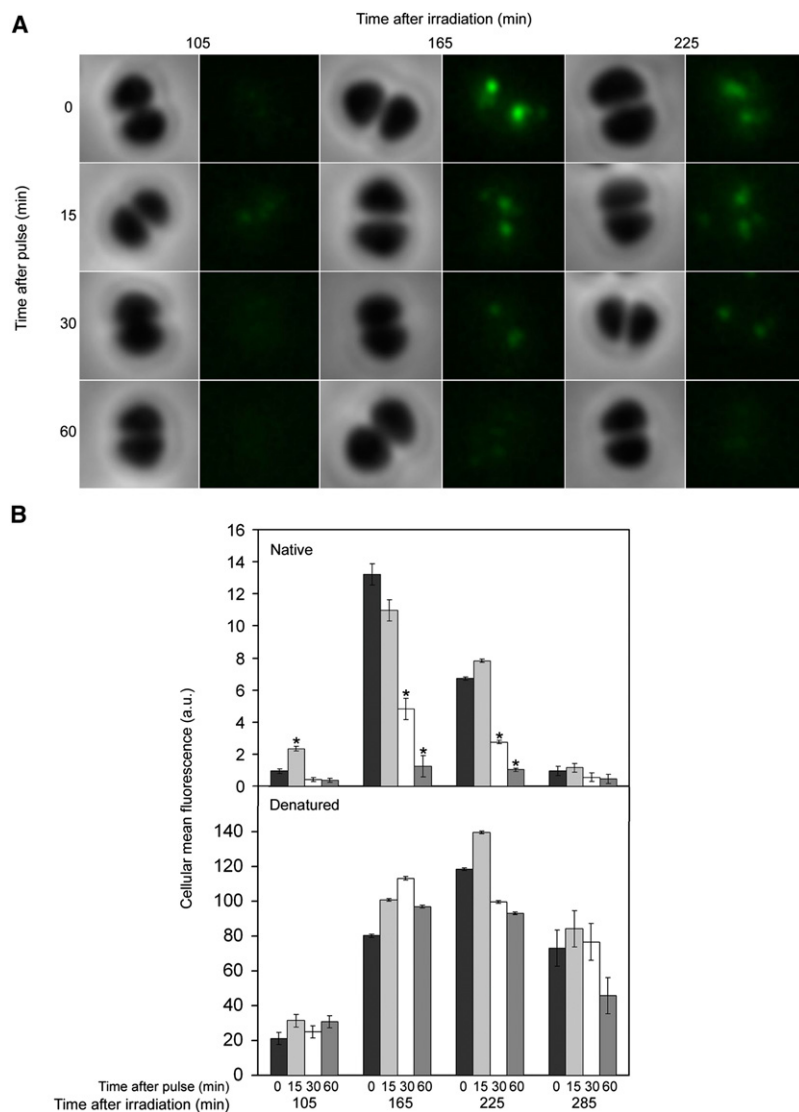 A
Time after irradiation (min)
105 165 225
Time after pulse (min)
0
15
30
60
B
Cellular mean fluorescence (a.u.)
16
Native
14
12
10
8
6
* * * * *
4
2
0
Denatured
140
120
100
80
60
40
20
0
Time after pulse (min) 0 15 30 60 0 15 30 60 0 15 30 60 0 15 30 60
Time after irradiation (min) 105 165 225 285